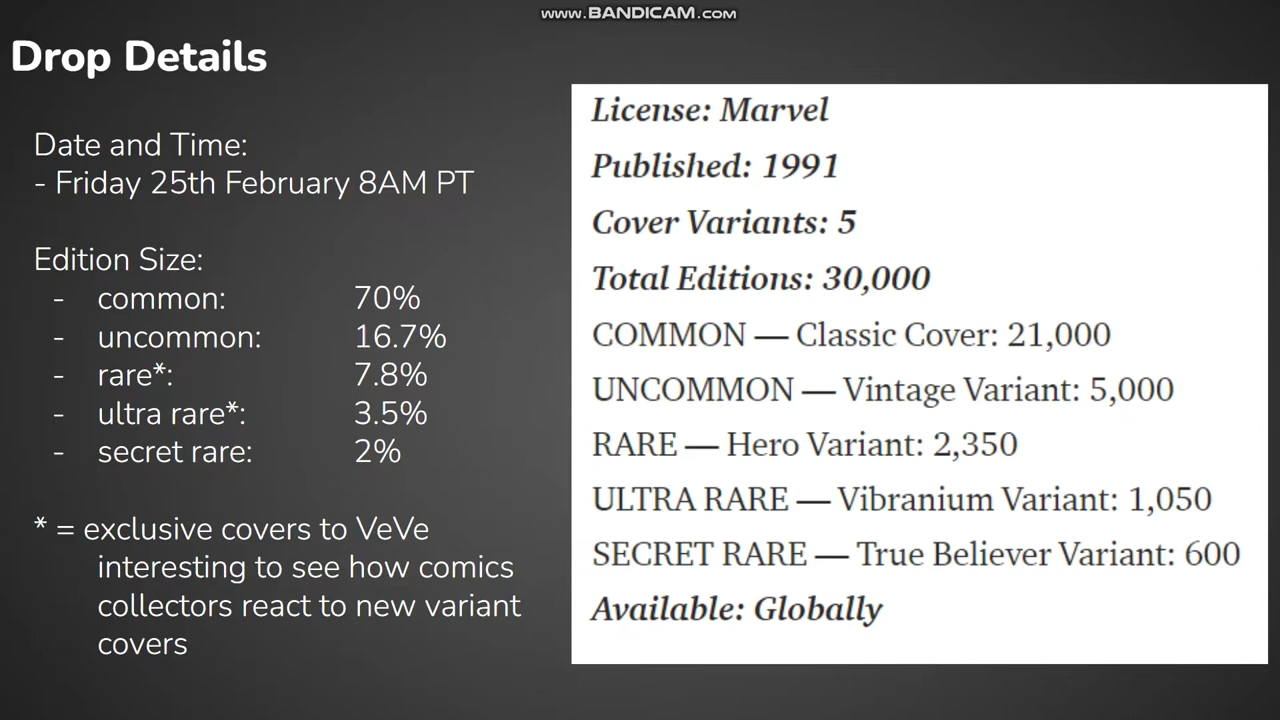 www.BANDICAM.com
Drop Details
Date and Time:
- Friday 25th February 8AM PT
Edition Size:
- common: 70%
- uncommon: 16.7%
- rare*: 7.8%
- ultra rare*: 3.5%
- secret rare: 2%
* = exclusive covers to VeVe
interesting to see how comics
collectors react to new variant
covers
License: Marvel
Published: 1991
Cover Variants: 5
Total Editions: 30,000
COMMON — Classic Cover: 21,000
UNCOMMON — Vintage Variant: 5,000
RARE — Hero Variant: 2,350
ULTRA RARE — Vibranium Variant: 1,050
SECRET RARE — True Believer Variant: 600
Available: Globally